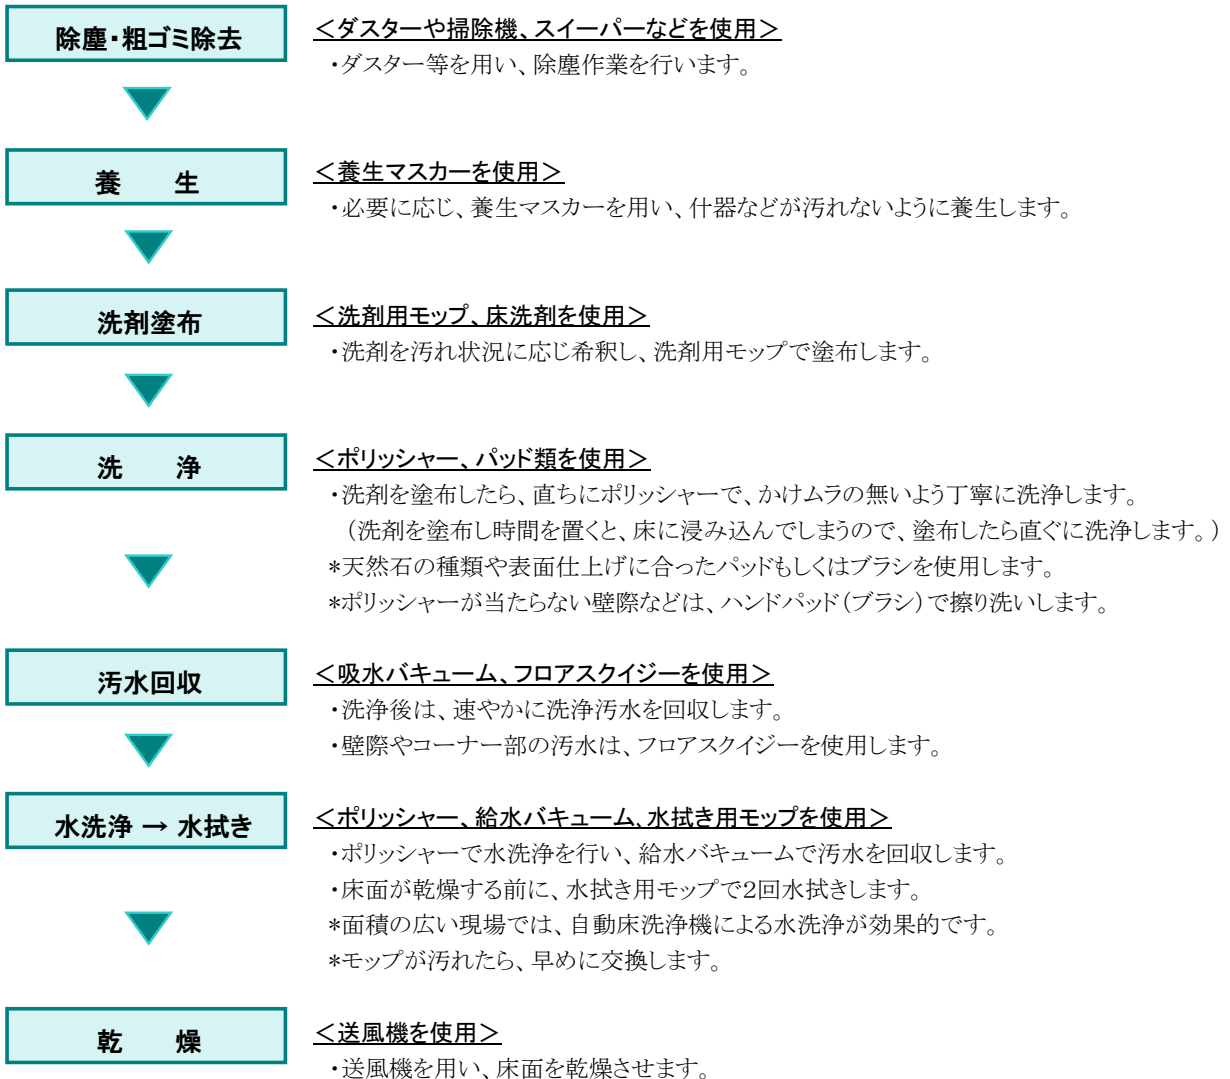 除塵・粗ゴミ除去
＜ダスターや掃除機、スイーパーなどを使用＞
・ダスター等を用い、除塵作業を行います。
養　　生
＜養生マスカーを使用＞
・必要に応じ、養生マスカーを用い、什器などが汚れないように養生します。
洗剤塗布
＜洗剤用モップ、床洗剤を使用＞
・洗剤を汚れ状況に応じ希釈し、洗剤用モップで塗布します。
洗　　浄
＜ポリッシャー、パッド類を使用＞
・洗剤を塗布したら、直ちにポリッシャーで、かけムラの無いよう丁寧に洗浄します。
（洗剤を塗布し時間を置くと、床に浸み込んでしまうので、塗布したら直ぐに洗浄します。）
*天然石の種類や表面仕上げに合ったパッドもしくはブラシを使用します。
*ポリッシャーが当たらない壁際などは、ハンドパッド（ブラシ）で擦り洗いします。
汚水回収
＜吸水バキューム、フロアスクイジーを使用＞
・洗浄後は、速やかに洗浄汚水を回収します。
・壁際やコーナー部の汚水は、フロアスクイジーを使用します。
水洗浄 → 水拭き
＜ポリッシャー、給水バキューム、水拭き用モップを使用＞
・ポリッシャーで水洗浄を行い、給水バキュームで汚水を回収します。
・床面が乾燥する前に、水拭き用モップで２回水拭きします。
*面積の広い現場では、自動床洗浄機による水洗浄が効果的です。
*モップが汚れたら、早めに交換します。
乾　　燥
＜送風機を使用＞
・送風機を用い、床面を乾燥させます。